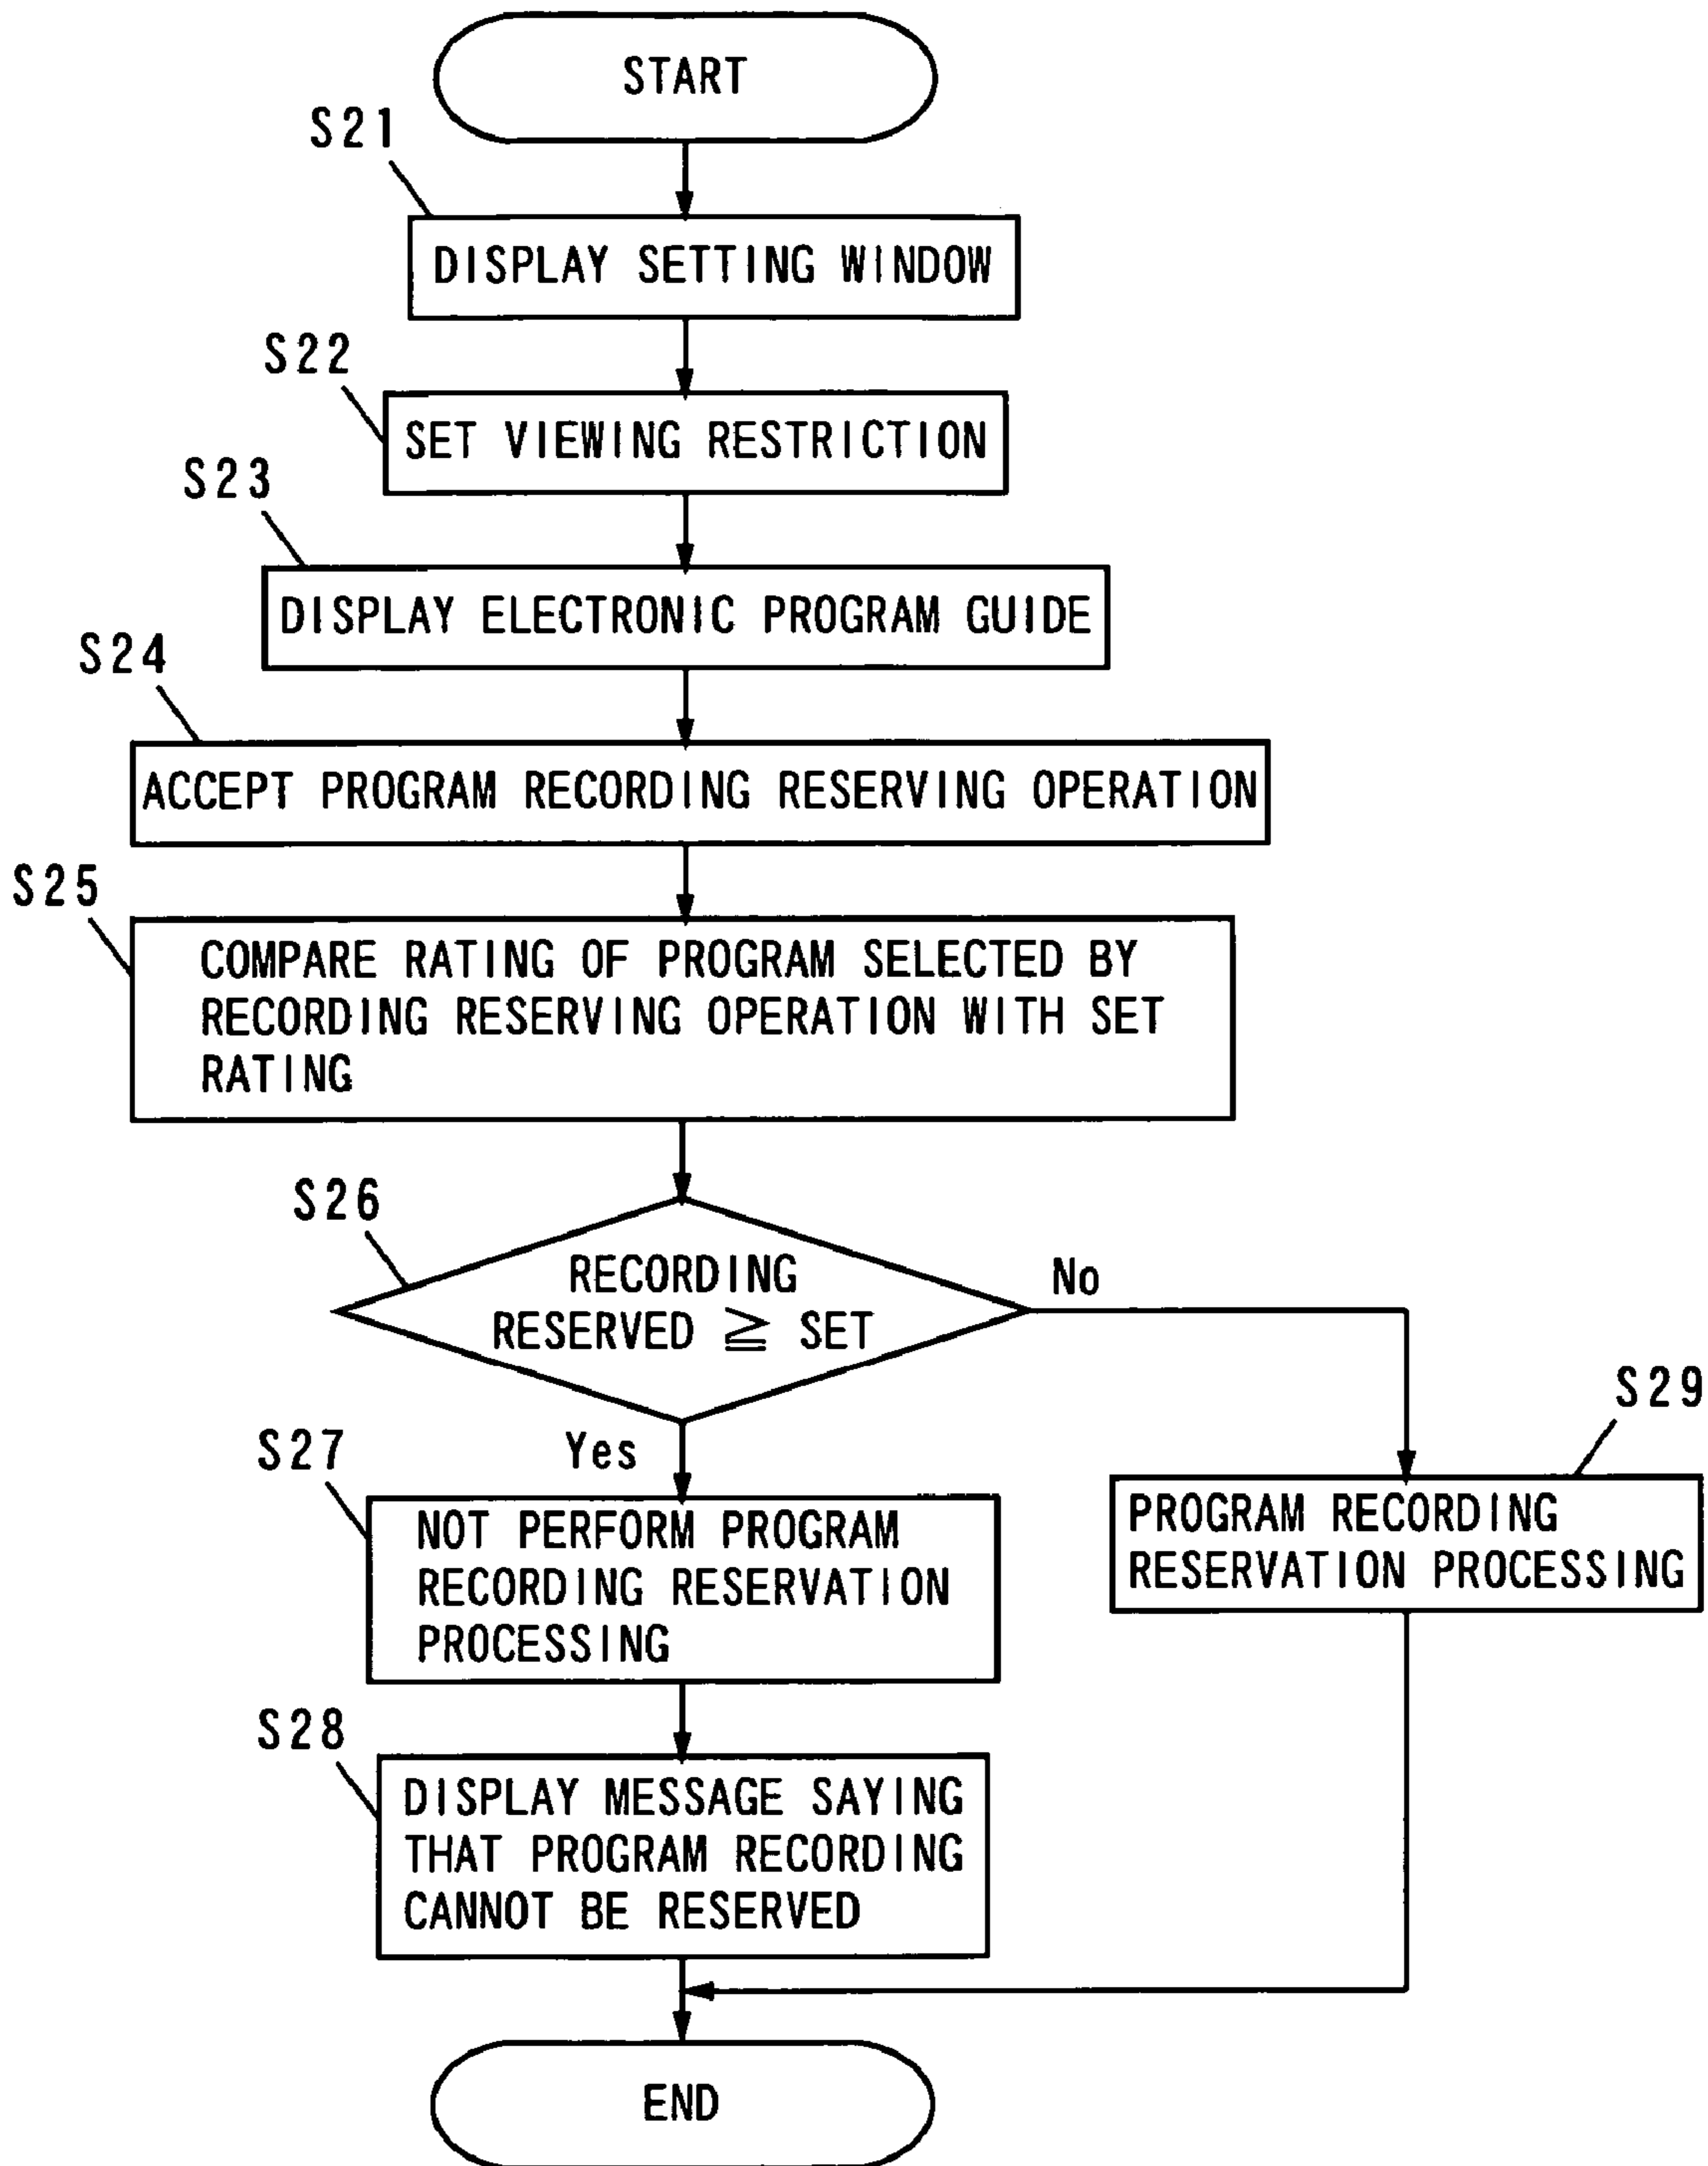 START
S21
DISPLAY SETTING WINDOW
S22
SET VIEWING RESTRICTION
S23
DISPLAY ELECTRONIC PROGRAM GUIDE
S24
ACCEPT PROGRAM RECORDING RESERVING OPERATION
S25
COMPARE RATING OF PROGRAM SELECTED BY
RECORDING RESERVING OPERATION WITH SET
RATING
S26
RECORDING
RESERVED ≧ SET
No
Yes
S27
NOT PERFORM PROGRAM
RECORDING RESERVATION
PROCESSING
S29
PROGRAM RECORDING
RESERVATION PROCESSING
S28
DISPLAY MESSAGE SAYING
THAT PROGRAM RECORDING
CANNOT BE RESERVED
END